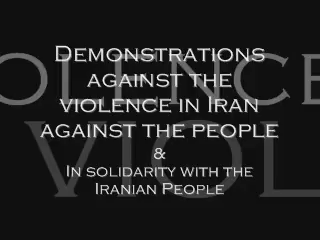 Demonstrations
against the
violence in Iran
against the people
&
In solidarity with the
Iranian People